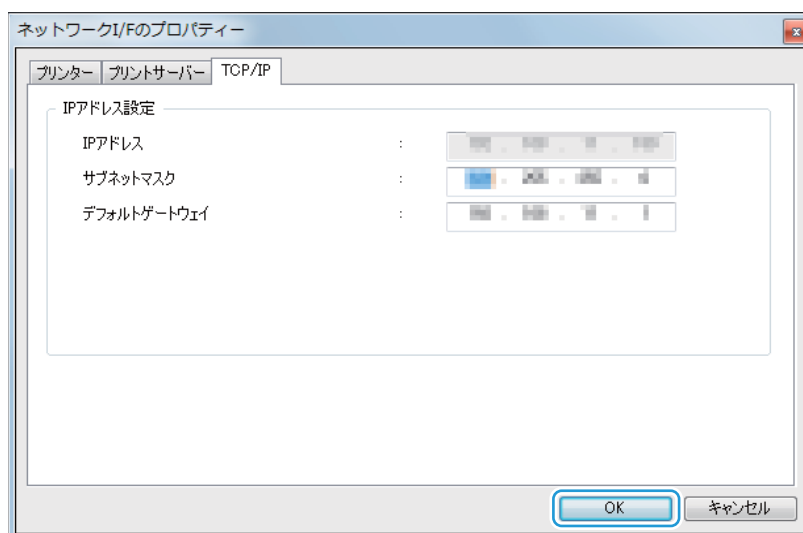 ネットワークI/Fのプロパティー
プリンター プリントサーバー TCP/IP
IPアドレス設定
IPアドレス :
サブネットマスク :
デフォルトゲートウェイ :
OK キャンセル